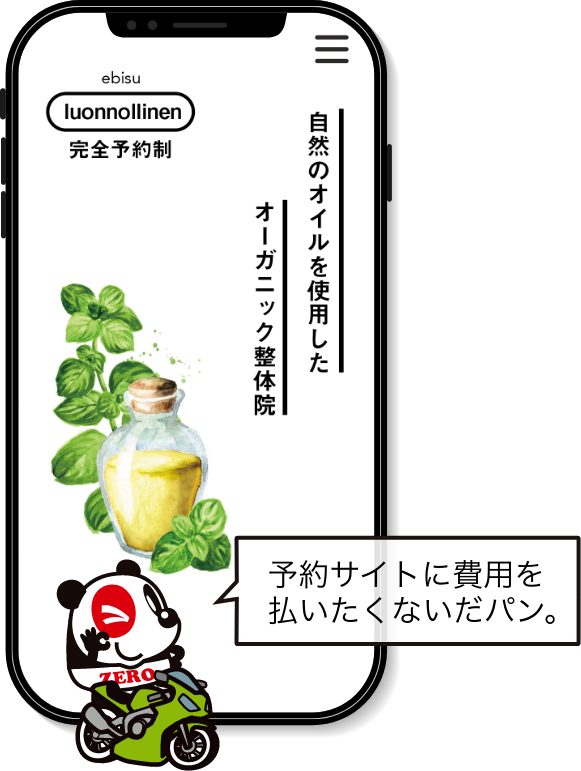 ebisu
luonnollinen
完全予約制
自然のオイルを使用した
オーガニック整体院
予約サイトに費用を
払いたくないだパン。
ZERO